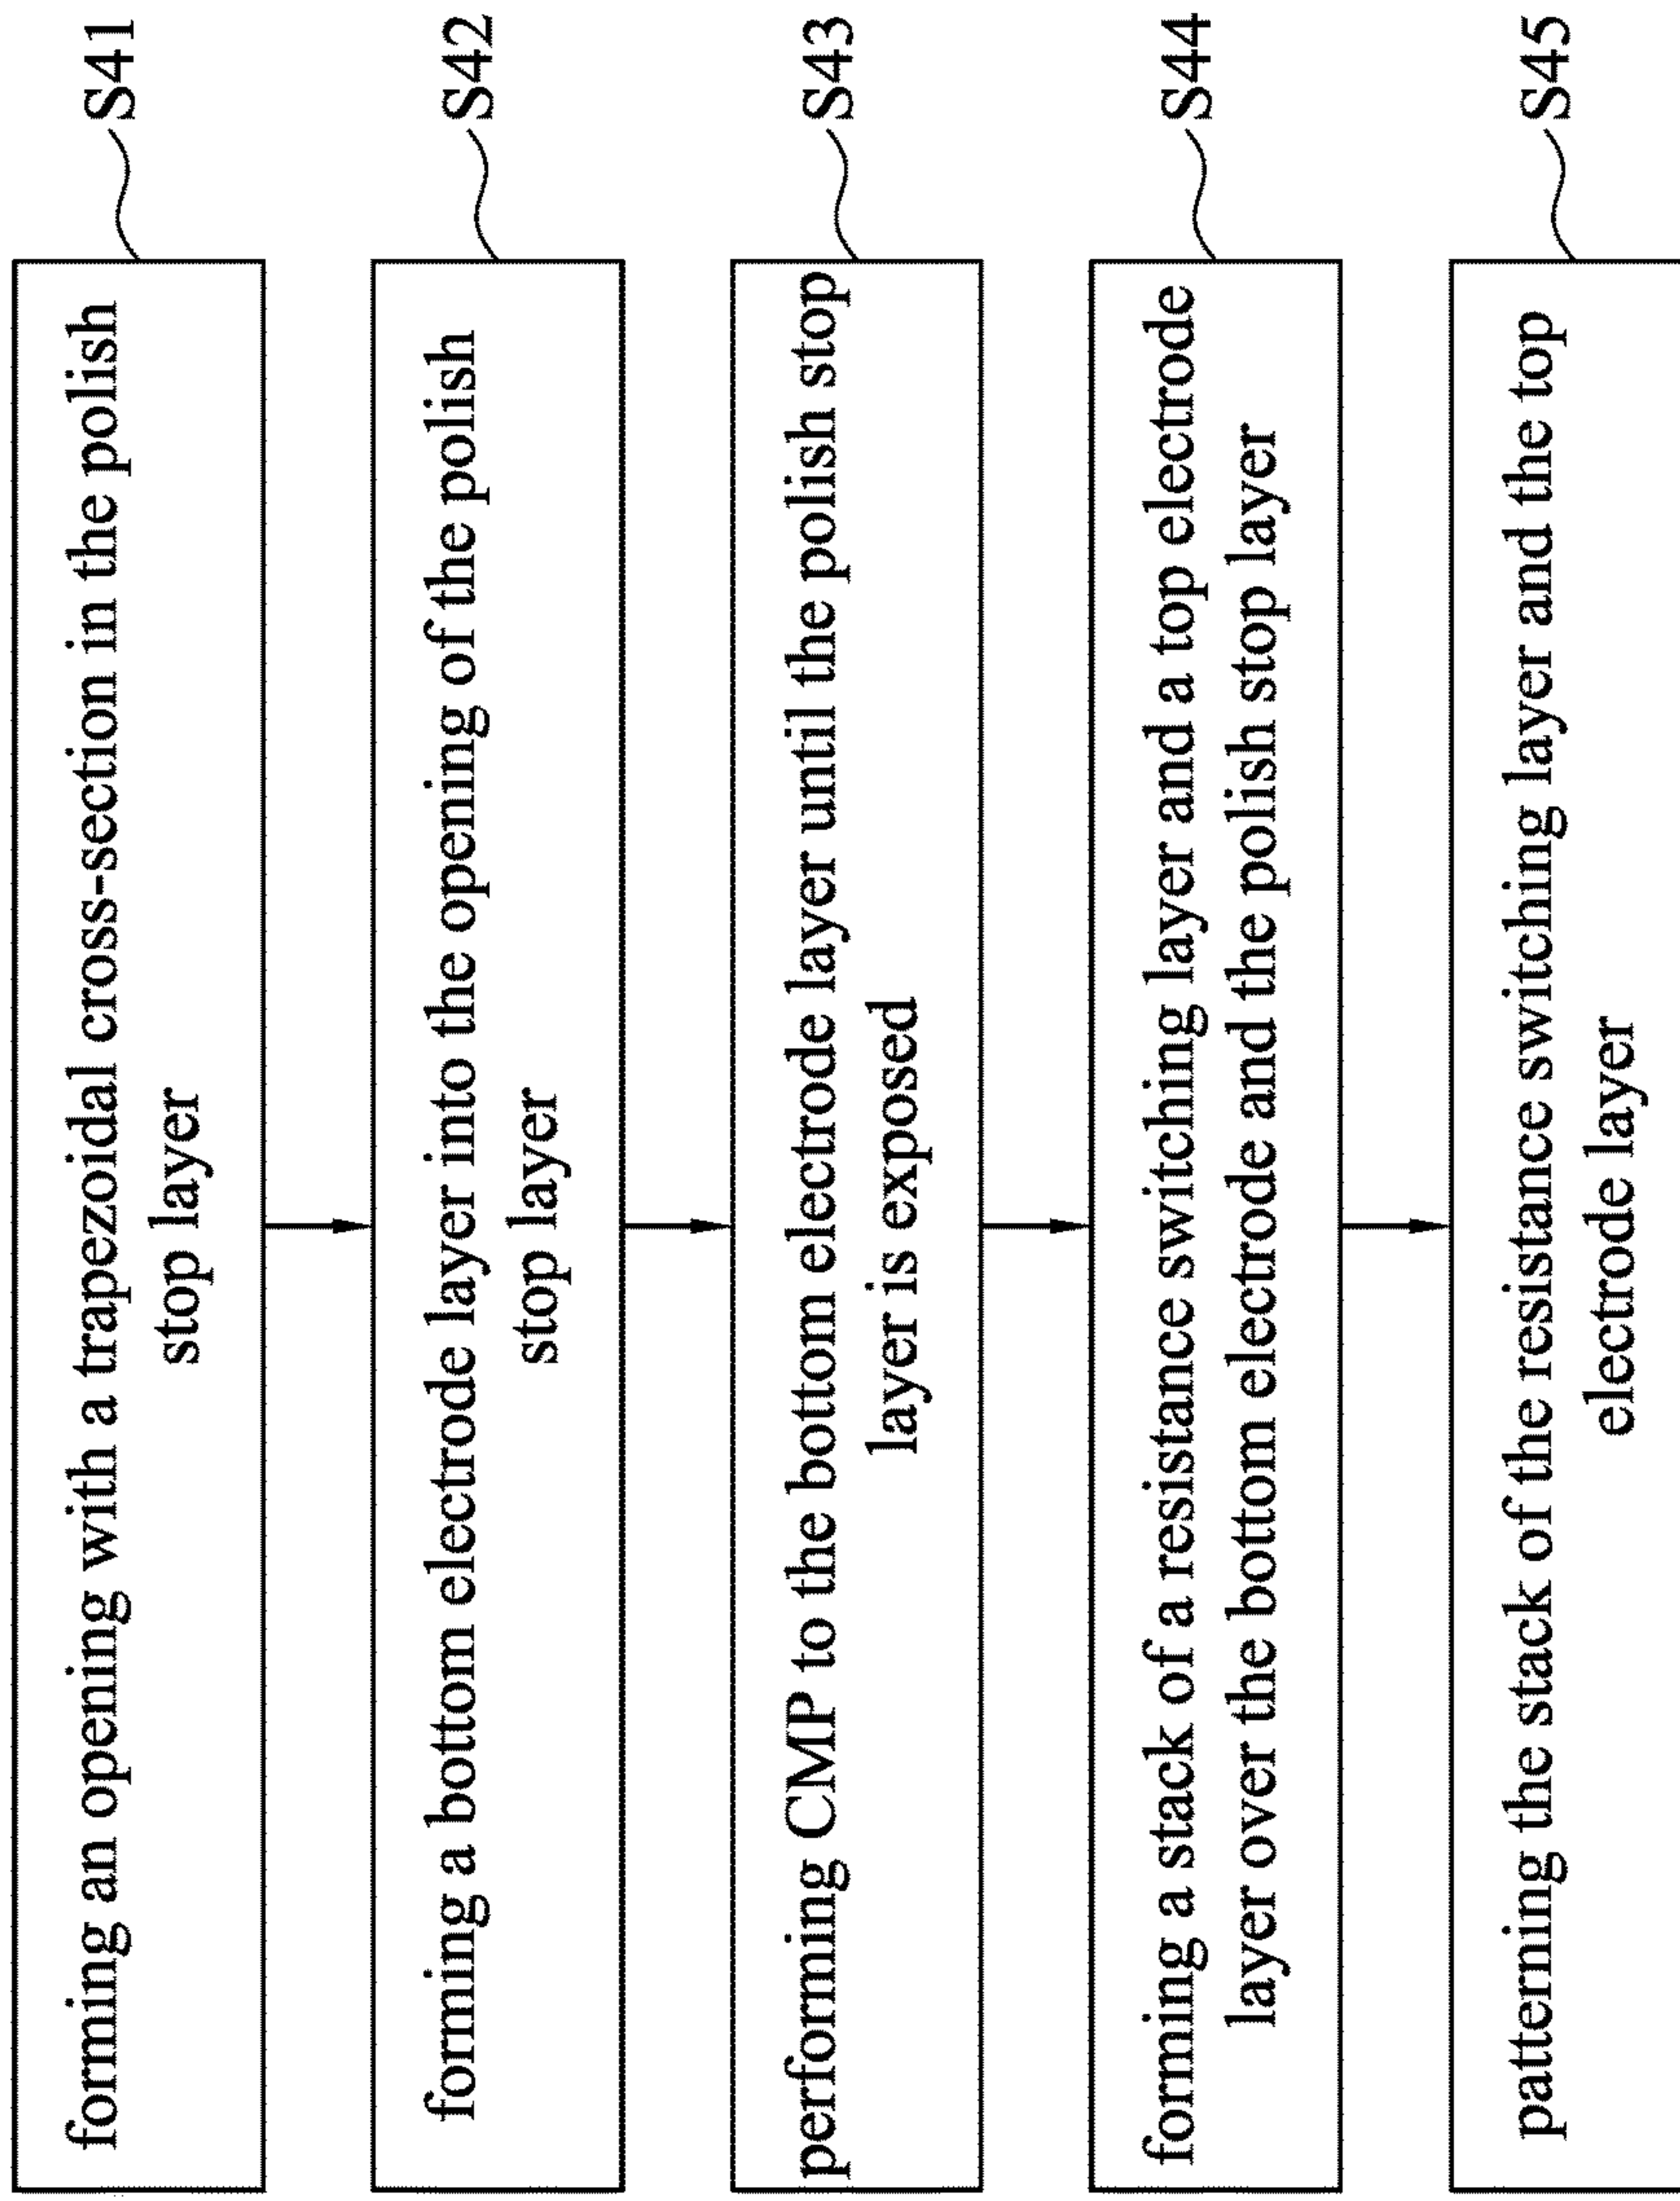 forming an opening with a trapezoidal cross-section in the polish
stop layer
S41
forming a bottom electrode layer into the opening of the polish
stop layer
S42
performing CMP to the bottom electrode layer until the polish stop
layer is exposed
S43
forming a stack of a resistance switching layer and a top electrode
layer over the bottom electrode and the polish stop layer
S44
patterning the stack of the resistance switching layer and the top
electrode layer
S45